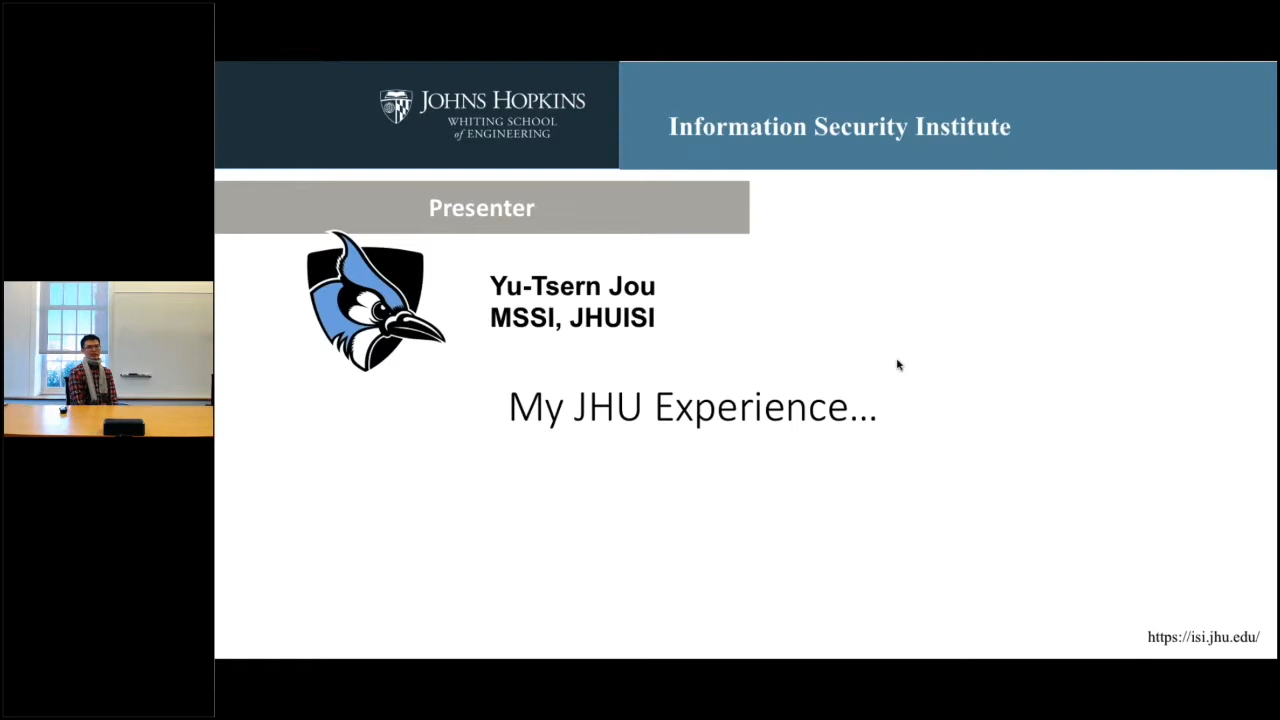 JOHNS HOPKINS
WHITING SCHOOL
of ENGINEERING
Information Security Institute
Presenter
Yu-Tsern Jou
MSSI, JHUISI
My JHU Experience...
https://isi.jhu.edu/